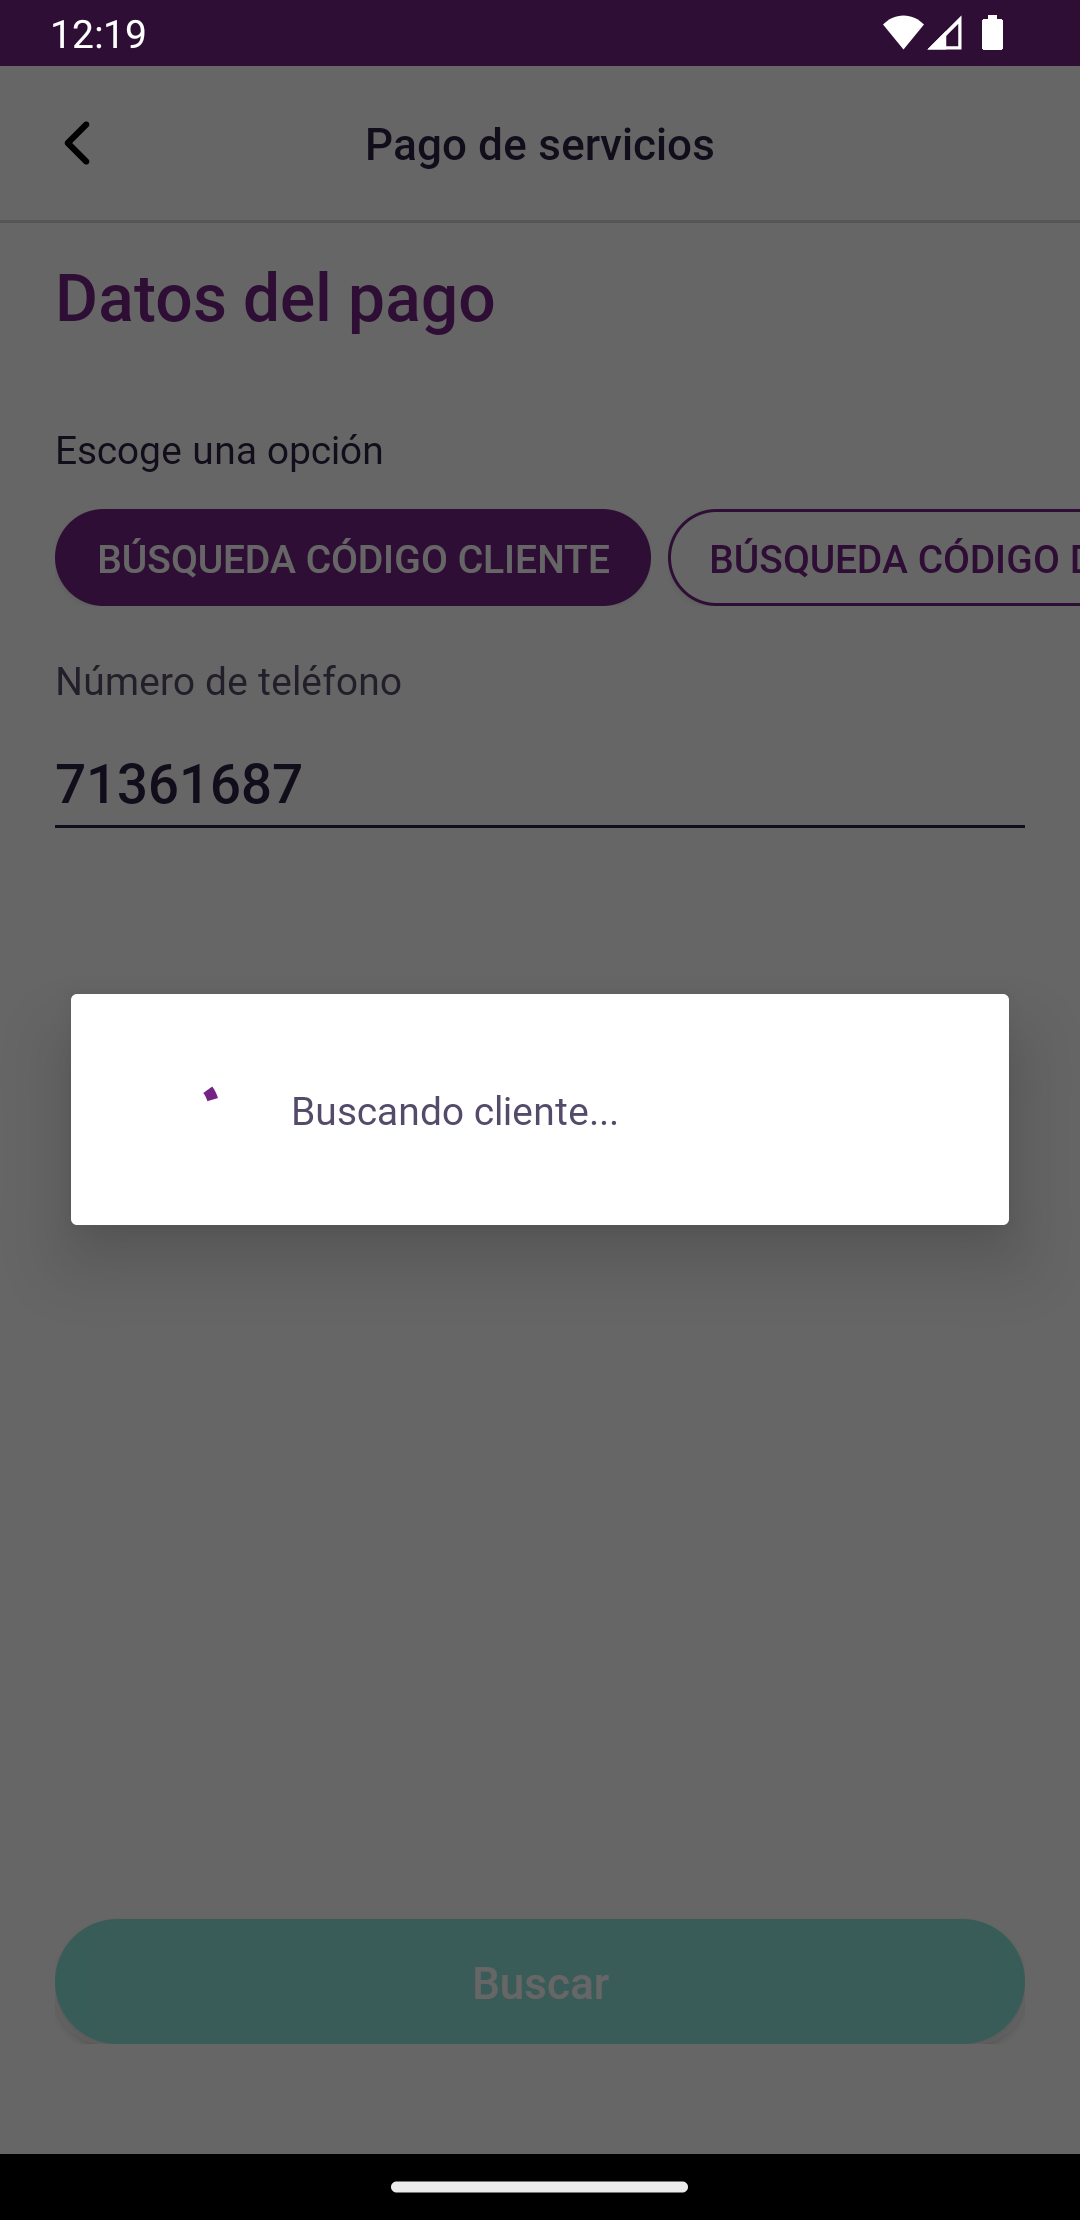 12:19
Pago de servicios
Datos del pago
Escoge una opción
BÚSQUEDA CÓDIGO CLIENTE
BÚSQUEDA CÓDIGO
Número de teléfono
71361687
Buscando cliente...
Buscar